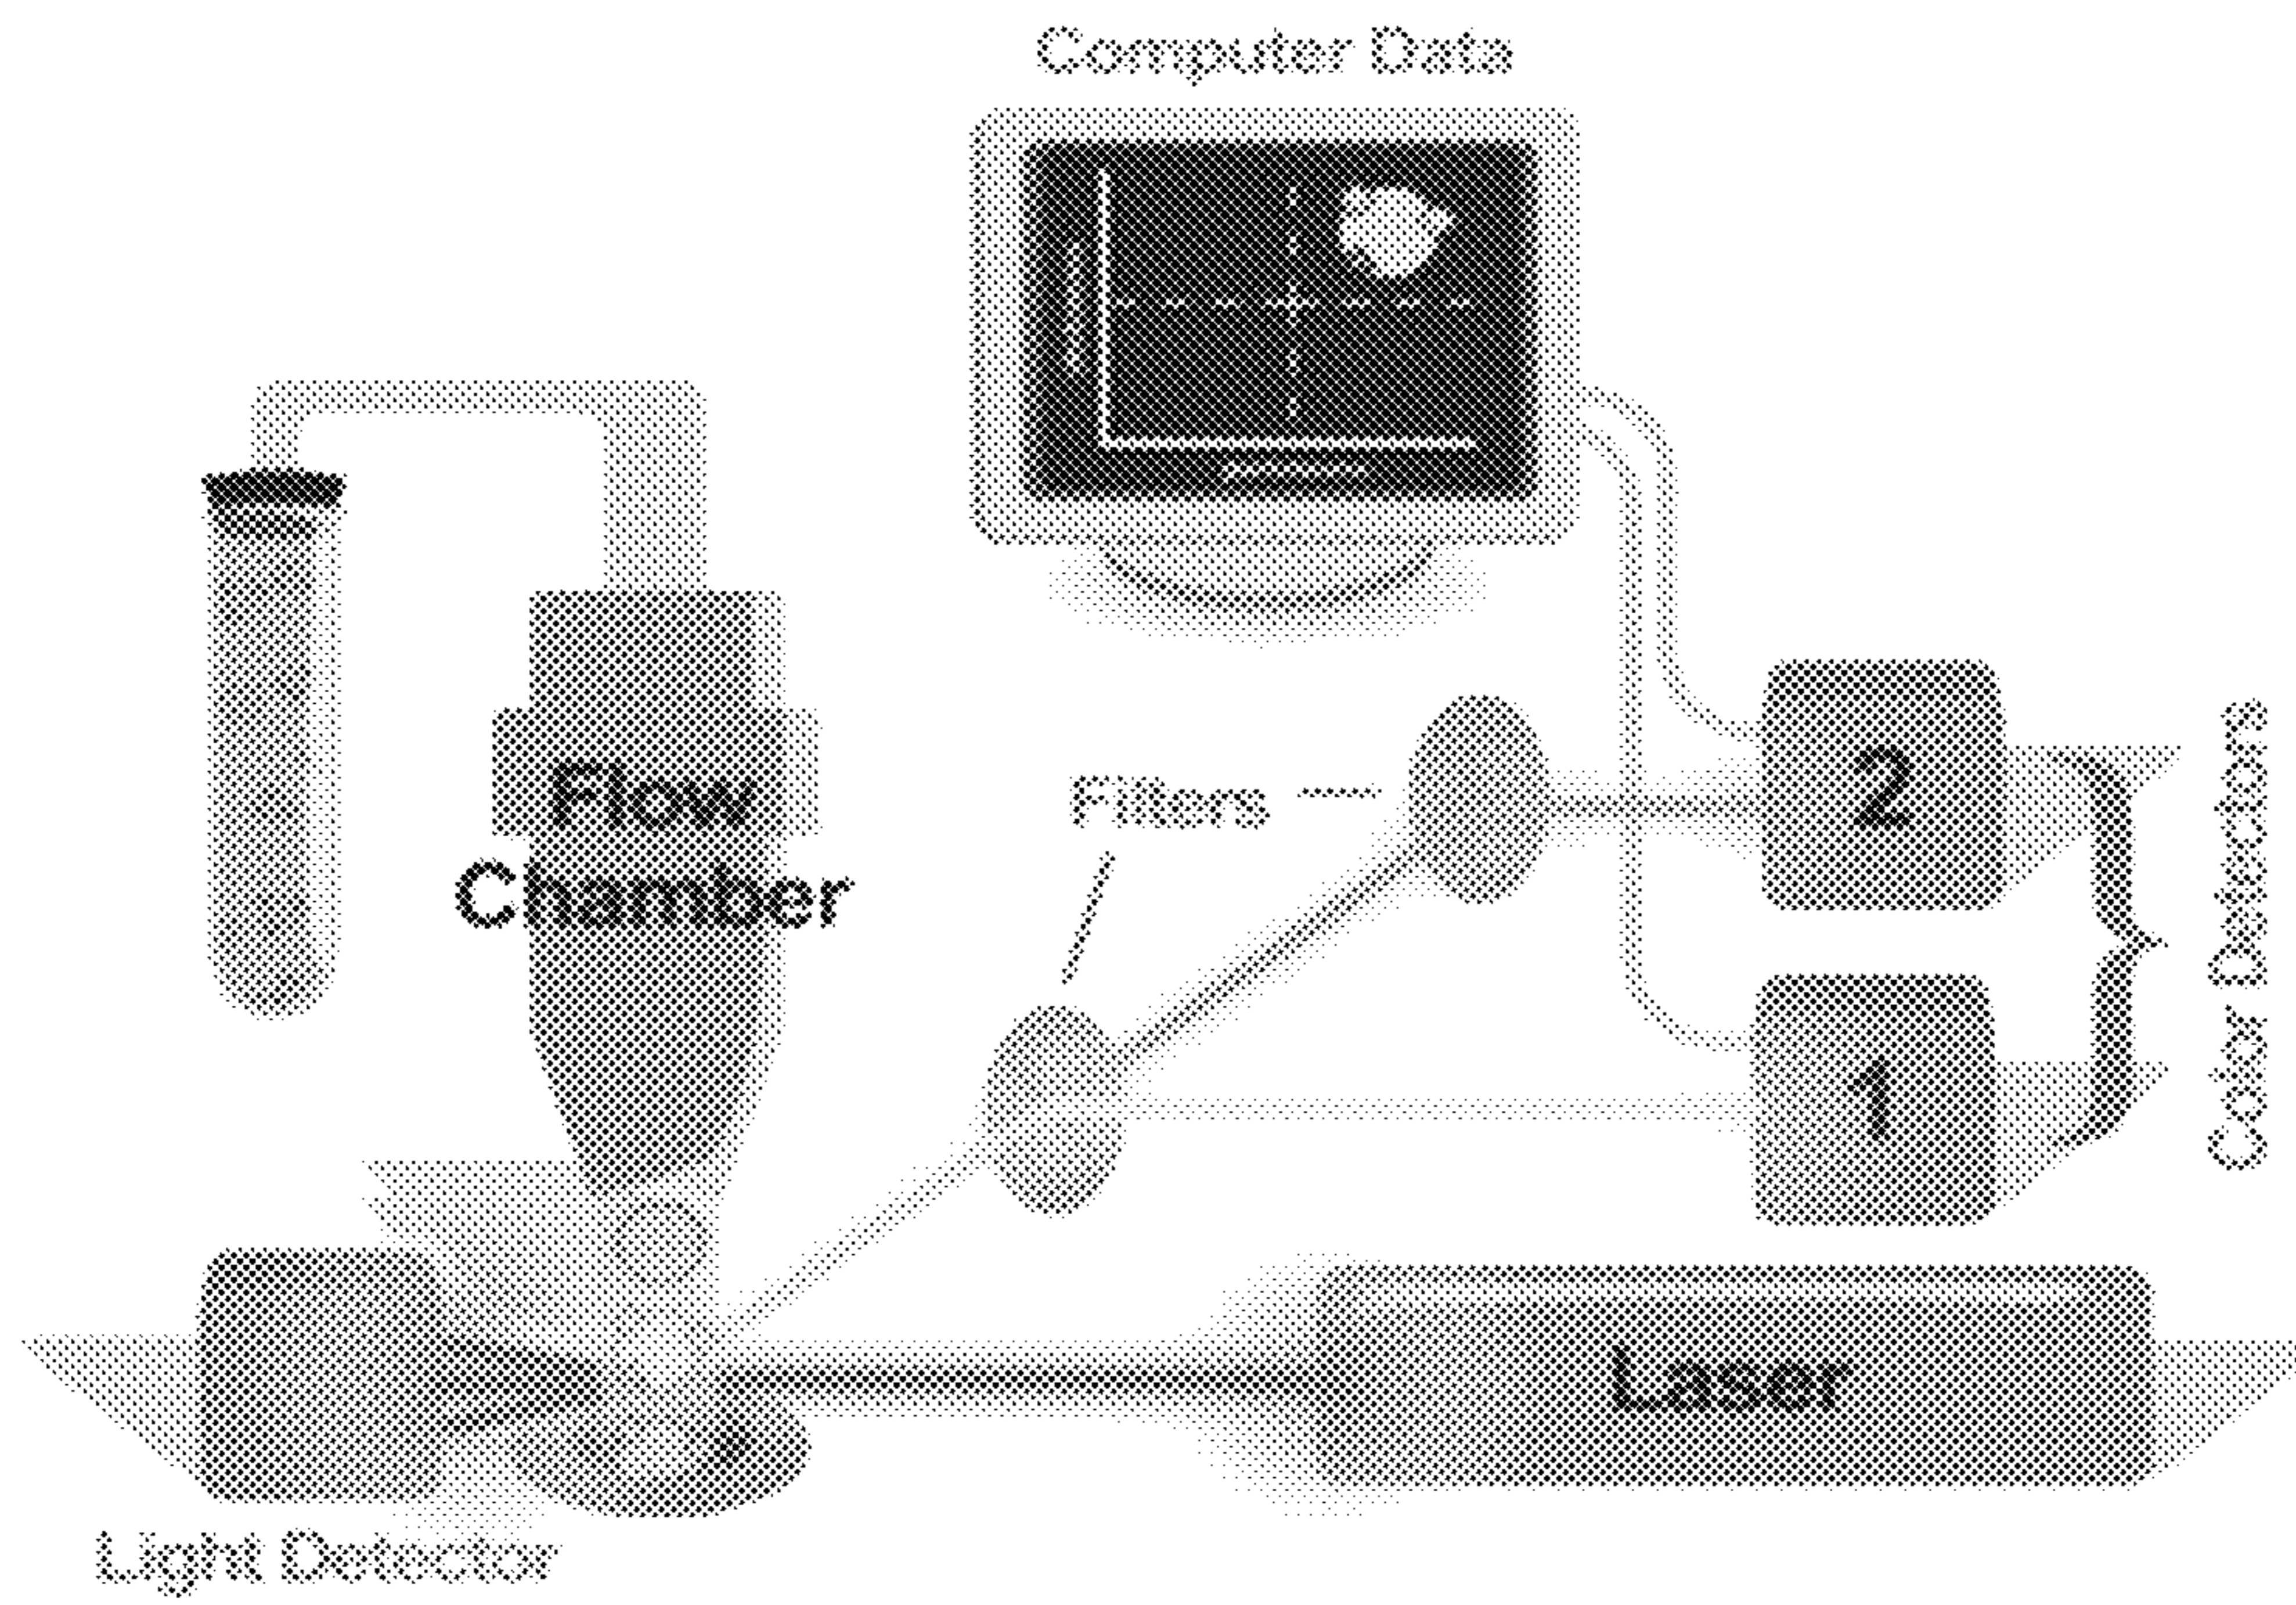 Computer Data
Flow
Chamber
Filters
2
1
Color Detectors
Laser
Light Detector